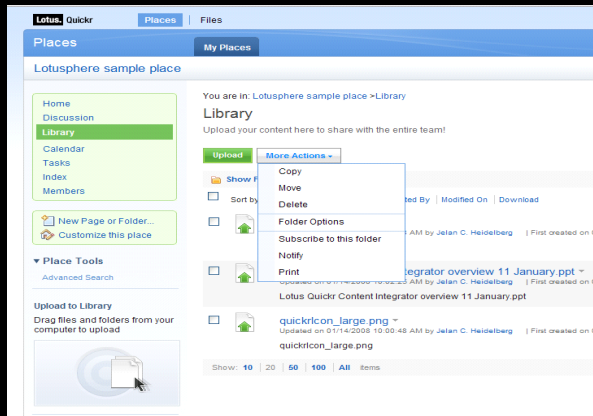 Lotus. Quickr Places | Files
Places
My Places
Lotusphere sample place
Home
Discussion
Library
Calendar
Tasks
Index
Members
New Page or Folder...
Customize this place
Place Tools
Advanced Search
Upload to Library
Drag files and folders from your
computer to upload
You are in: Lotusphere sample place >Library
Library
Upload your content here to share with the entire team!
Upload More Actions
Show F
Copy
Move
Delete
Folder Options
Subscribe to this folder
Notify
Print
Sort by ted By | Modified On | Download
AM by Jelan C. Heidelberg | First created on
tegrator overview 11 January.ppt
AM by Jelan C. Heidelberg | First created on
Lotus Quickr Content Integrator overview 11 January.ppt
quickrIcon_large.png
Updated on 01/14/2008 10:00:48 AM by Jelan C. Heidelberg | First created on
quickrIcon_large.png
Show: 10 | 20 | 50 | 100 | All items